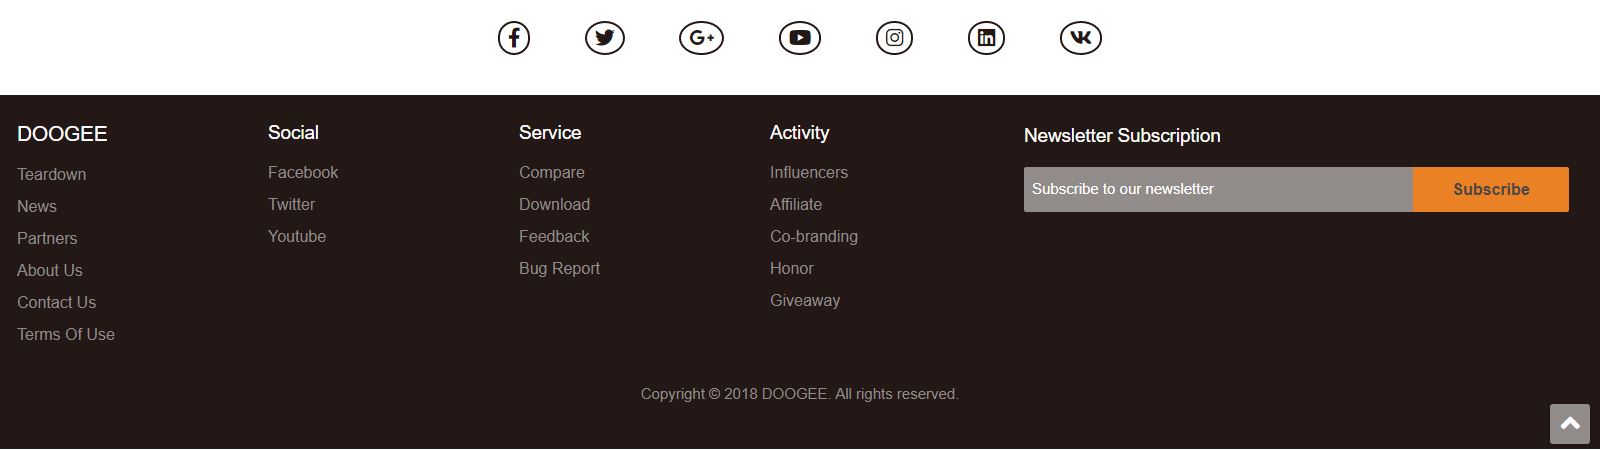 DOOGEE
Teardown
News
Partners
About Us
Contact Us
Terms Of Use
Social
Facebook
Twitter
Youtube
Service
Compare
Download
Feedback
Bug Report
Activity
Influencers
Affiliate
Co-branding
Honor
Giveaway
Newsletter Subscription
Subscribe to our newsletter
Subscribe
Copyright © 2018 DOOGEE. All rights reserved.